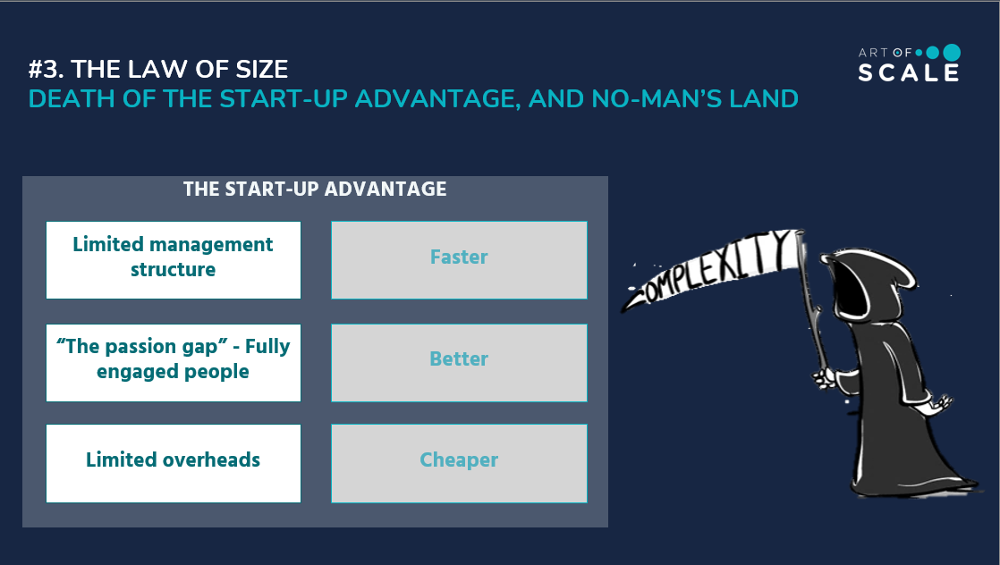 #3. THE LAW OF SIZE
DEATH OF THE START-UP ADVANTAGE, AND NO-MAN’S LAND
ART OF
SCALE
THE START-UP ADVANTAGE
Limited management
structure
Faster
“The passion gap” - Fully
engaged people
Better
Limited overheads
Cheaper
COMPLEXITY